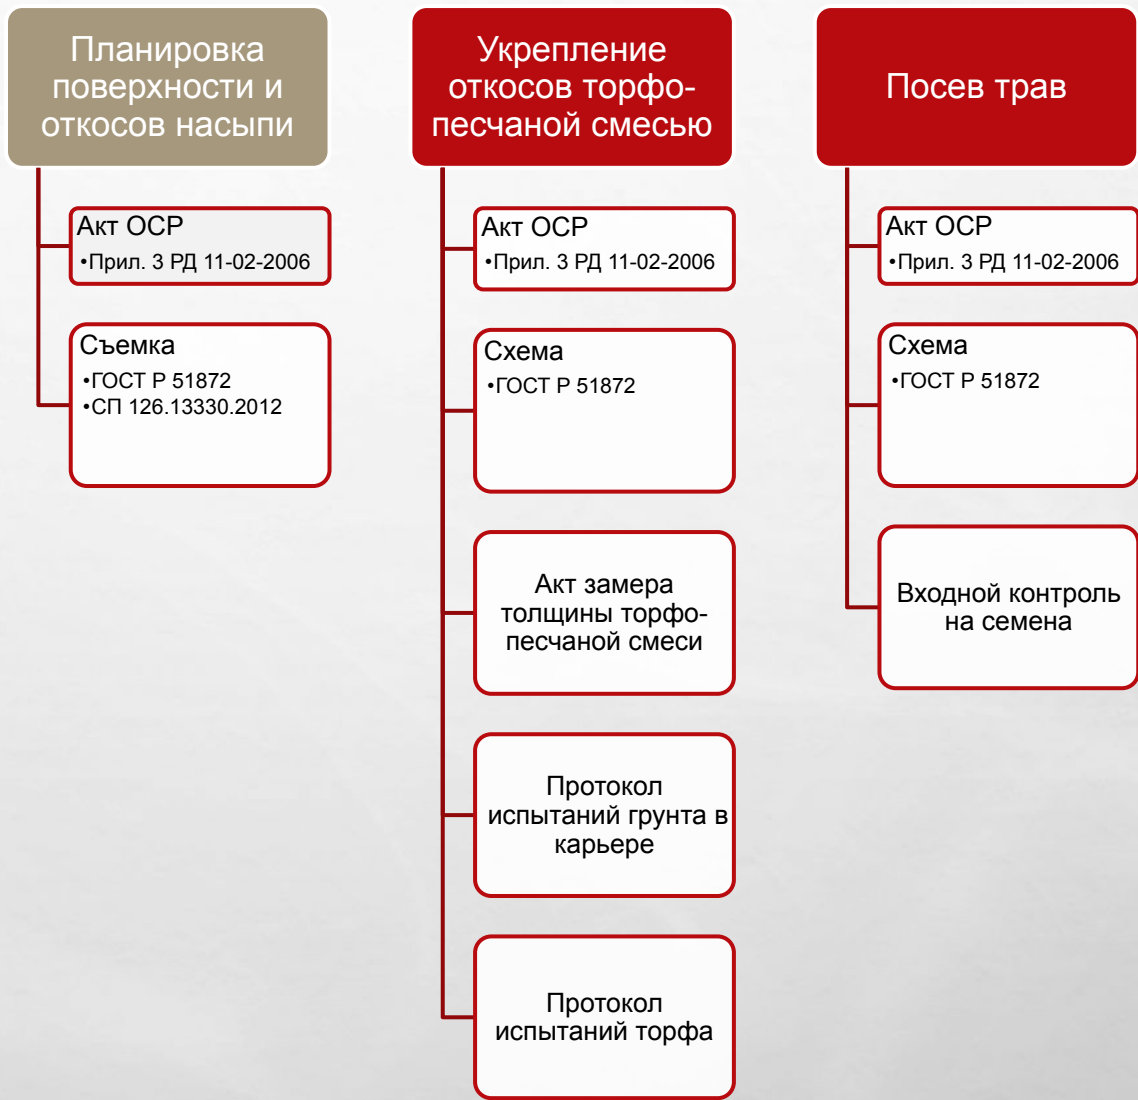 Планировка
поверхности и
откосов насыпи
Акт ОСР
•Прил. 3 РД 11-02-2006
Съемка
•ГОСТ Р 51872
•СП 126.13330.2012
Укрепление
откосов торфо-
песчаной смесью
Акт ОСР
•Прил. 3 РД 11-02-2006
Схема
•ГОСТ Р 51872
Акт замера
толщины торфо-
песчаной смеси
Протокол
испытаний грунта в
карьере
Протокол
испытаний торфа
Посев трав
Акт ОСР
•Прил. 3 РД 11-02-2006
Схема
•ГОСТ Р 51872
Входной контроль
на семена